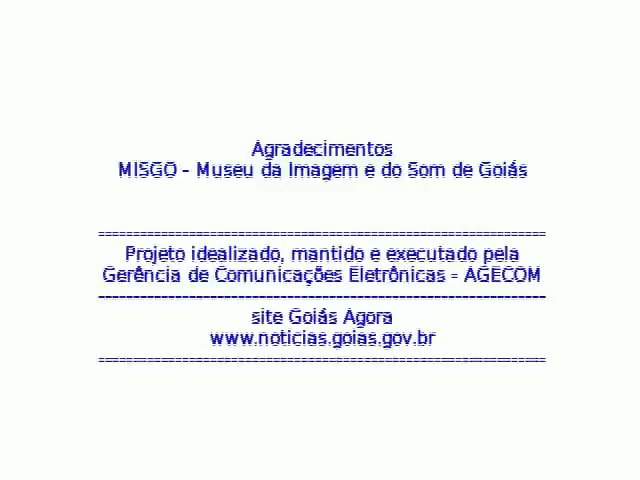 Agradecimentos
MISGO - Museu da Imagem e do Som de Goiás
================================================================
Projeto idealizado, mantido e executado pela
Gerência de Comunicações Eletrônicas - AGECOM
----------------------------------------------------------------
site Goiás Agora
www.noticias.goias.gov.br
================================================================